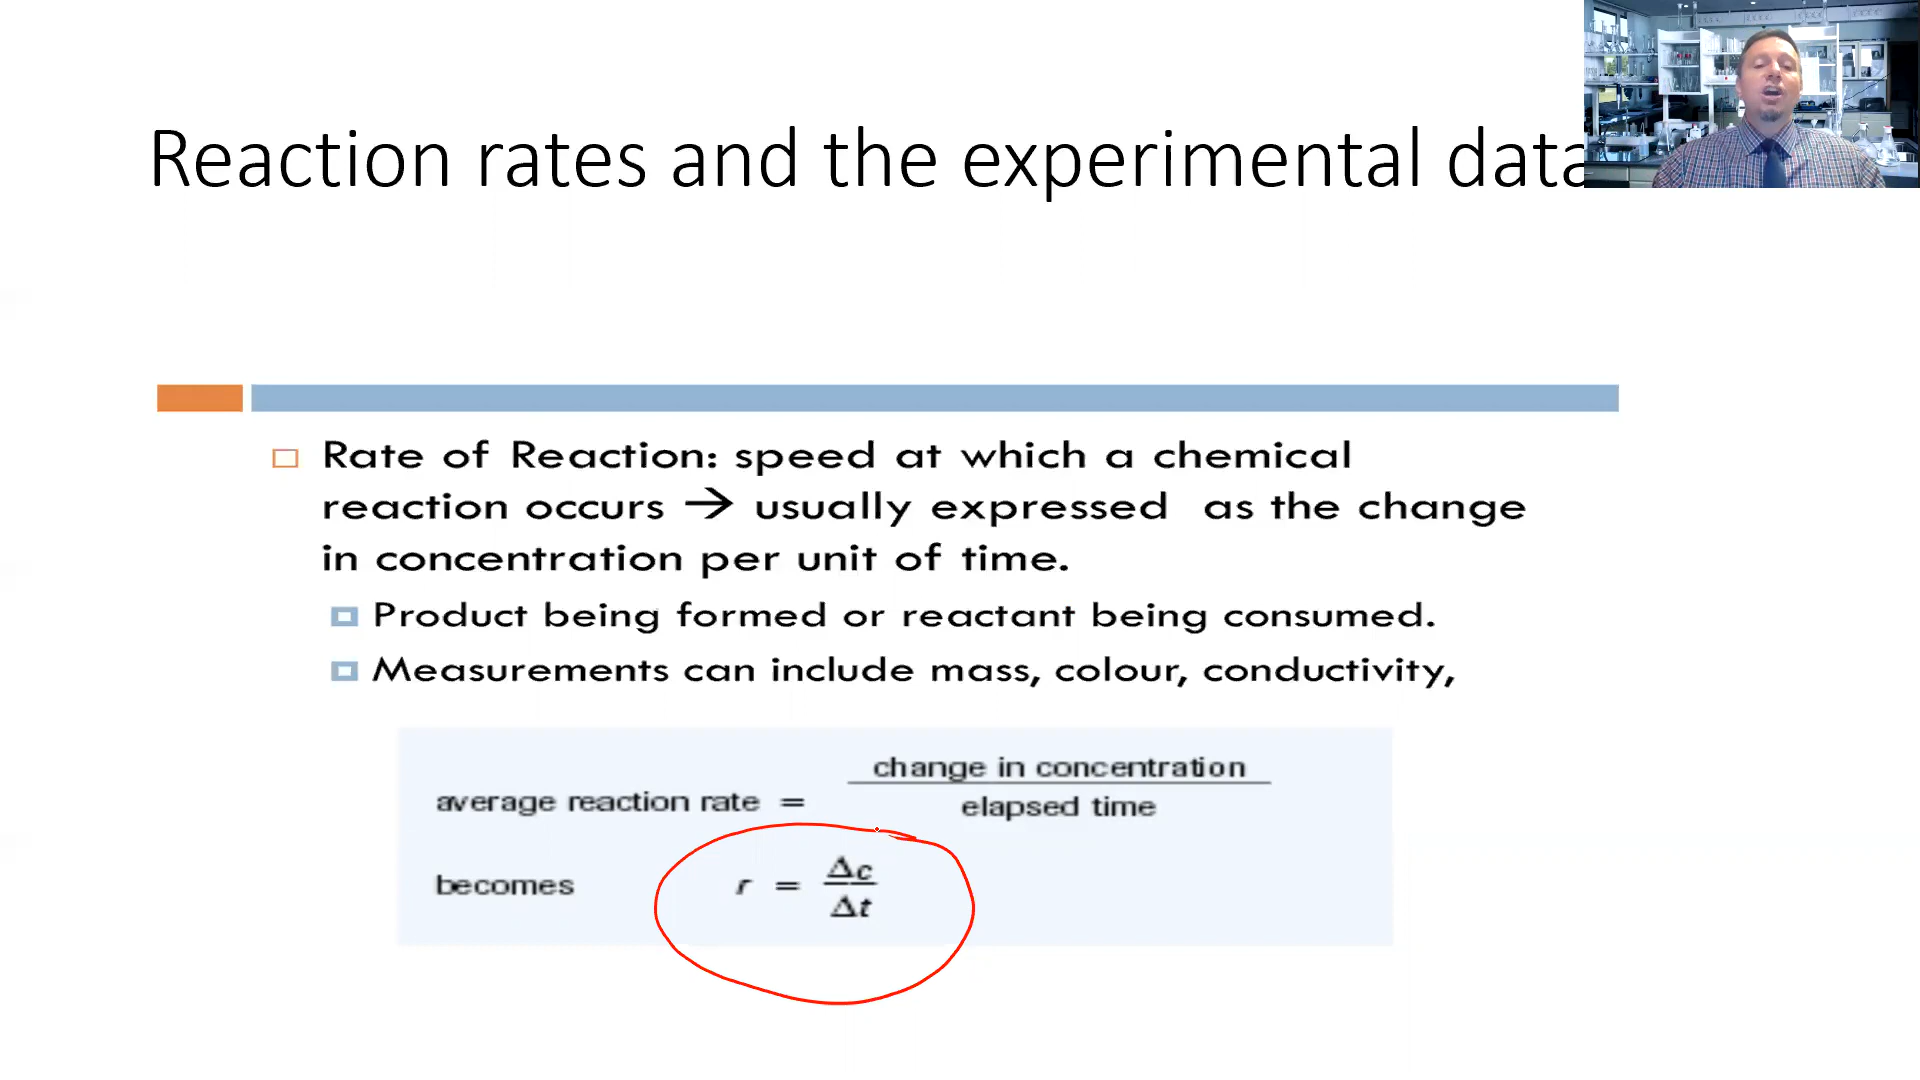 Reaction rates and the experimental data
Rate of Reaction: speed at which a chemical
reaction occurs → usually expressed as the change
in concentration per unit of time.
Product being formed or reactant being consumed.
Measurements can include mass, colour, conductivity,
average reaction rate = change in concentration / elapsed time
becomes r = Δc / Δt